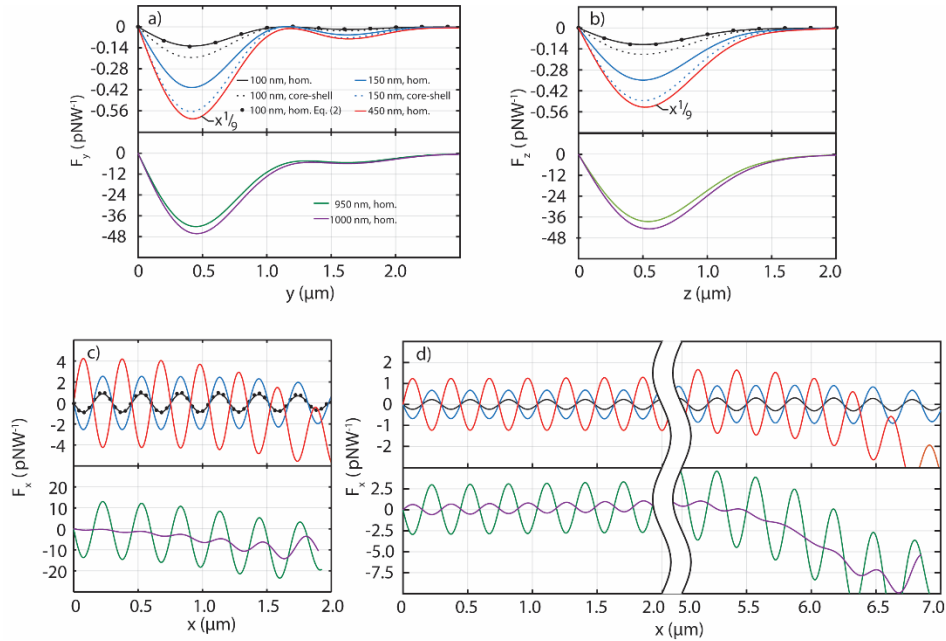 a)
0
-0.14
-0.28
-0.42
-0.56
100 nm, hom.
100 nm, core-shell
100 nm, hom. Eq. (2)
150 nm, hom.
150 nm, core-shell
450 nm, hom.
x1/9
0
-12
-24
-36
-48
950 nm, hom.
1000 nm, hom.
Fy (pNW-1)
0 0.5 1.0 1.5 2.0
y (μm)
b)
0
-0.14
-0.28
-0.42
-0.56
x1/9
0
-12
-24
-36
-48
Fz (pNW-1)
0 0.5 1.0 1.5 2.0
z (μm)
c)
4
2
0
-2
-4
20
10
0
-10
-20
Fx (pNW-1)
0 0.5 1.0 1.5 2.0
x (μm)
d)
2
1
0
-1
-2
2.5
0
-2.5
-5.0
-7.5
Fx (pNW-1)
0 0.5 1.0 1.5 2.0 5.0 5.5 6.0 6.5 7.0
x (μm)